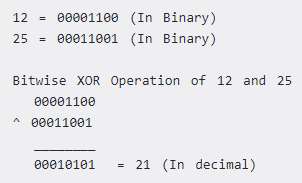 12 = 00001100 (In Binary)
25 = 00011001 (In Binary)
Bitwise XOR Operation of 12 and 25
00001100
^ 00011001
________
00010101 = 21 (In decimal)